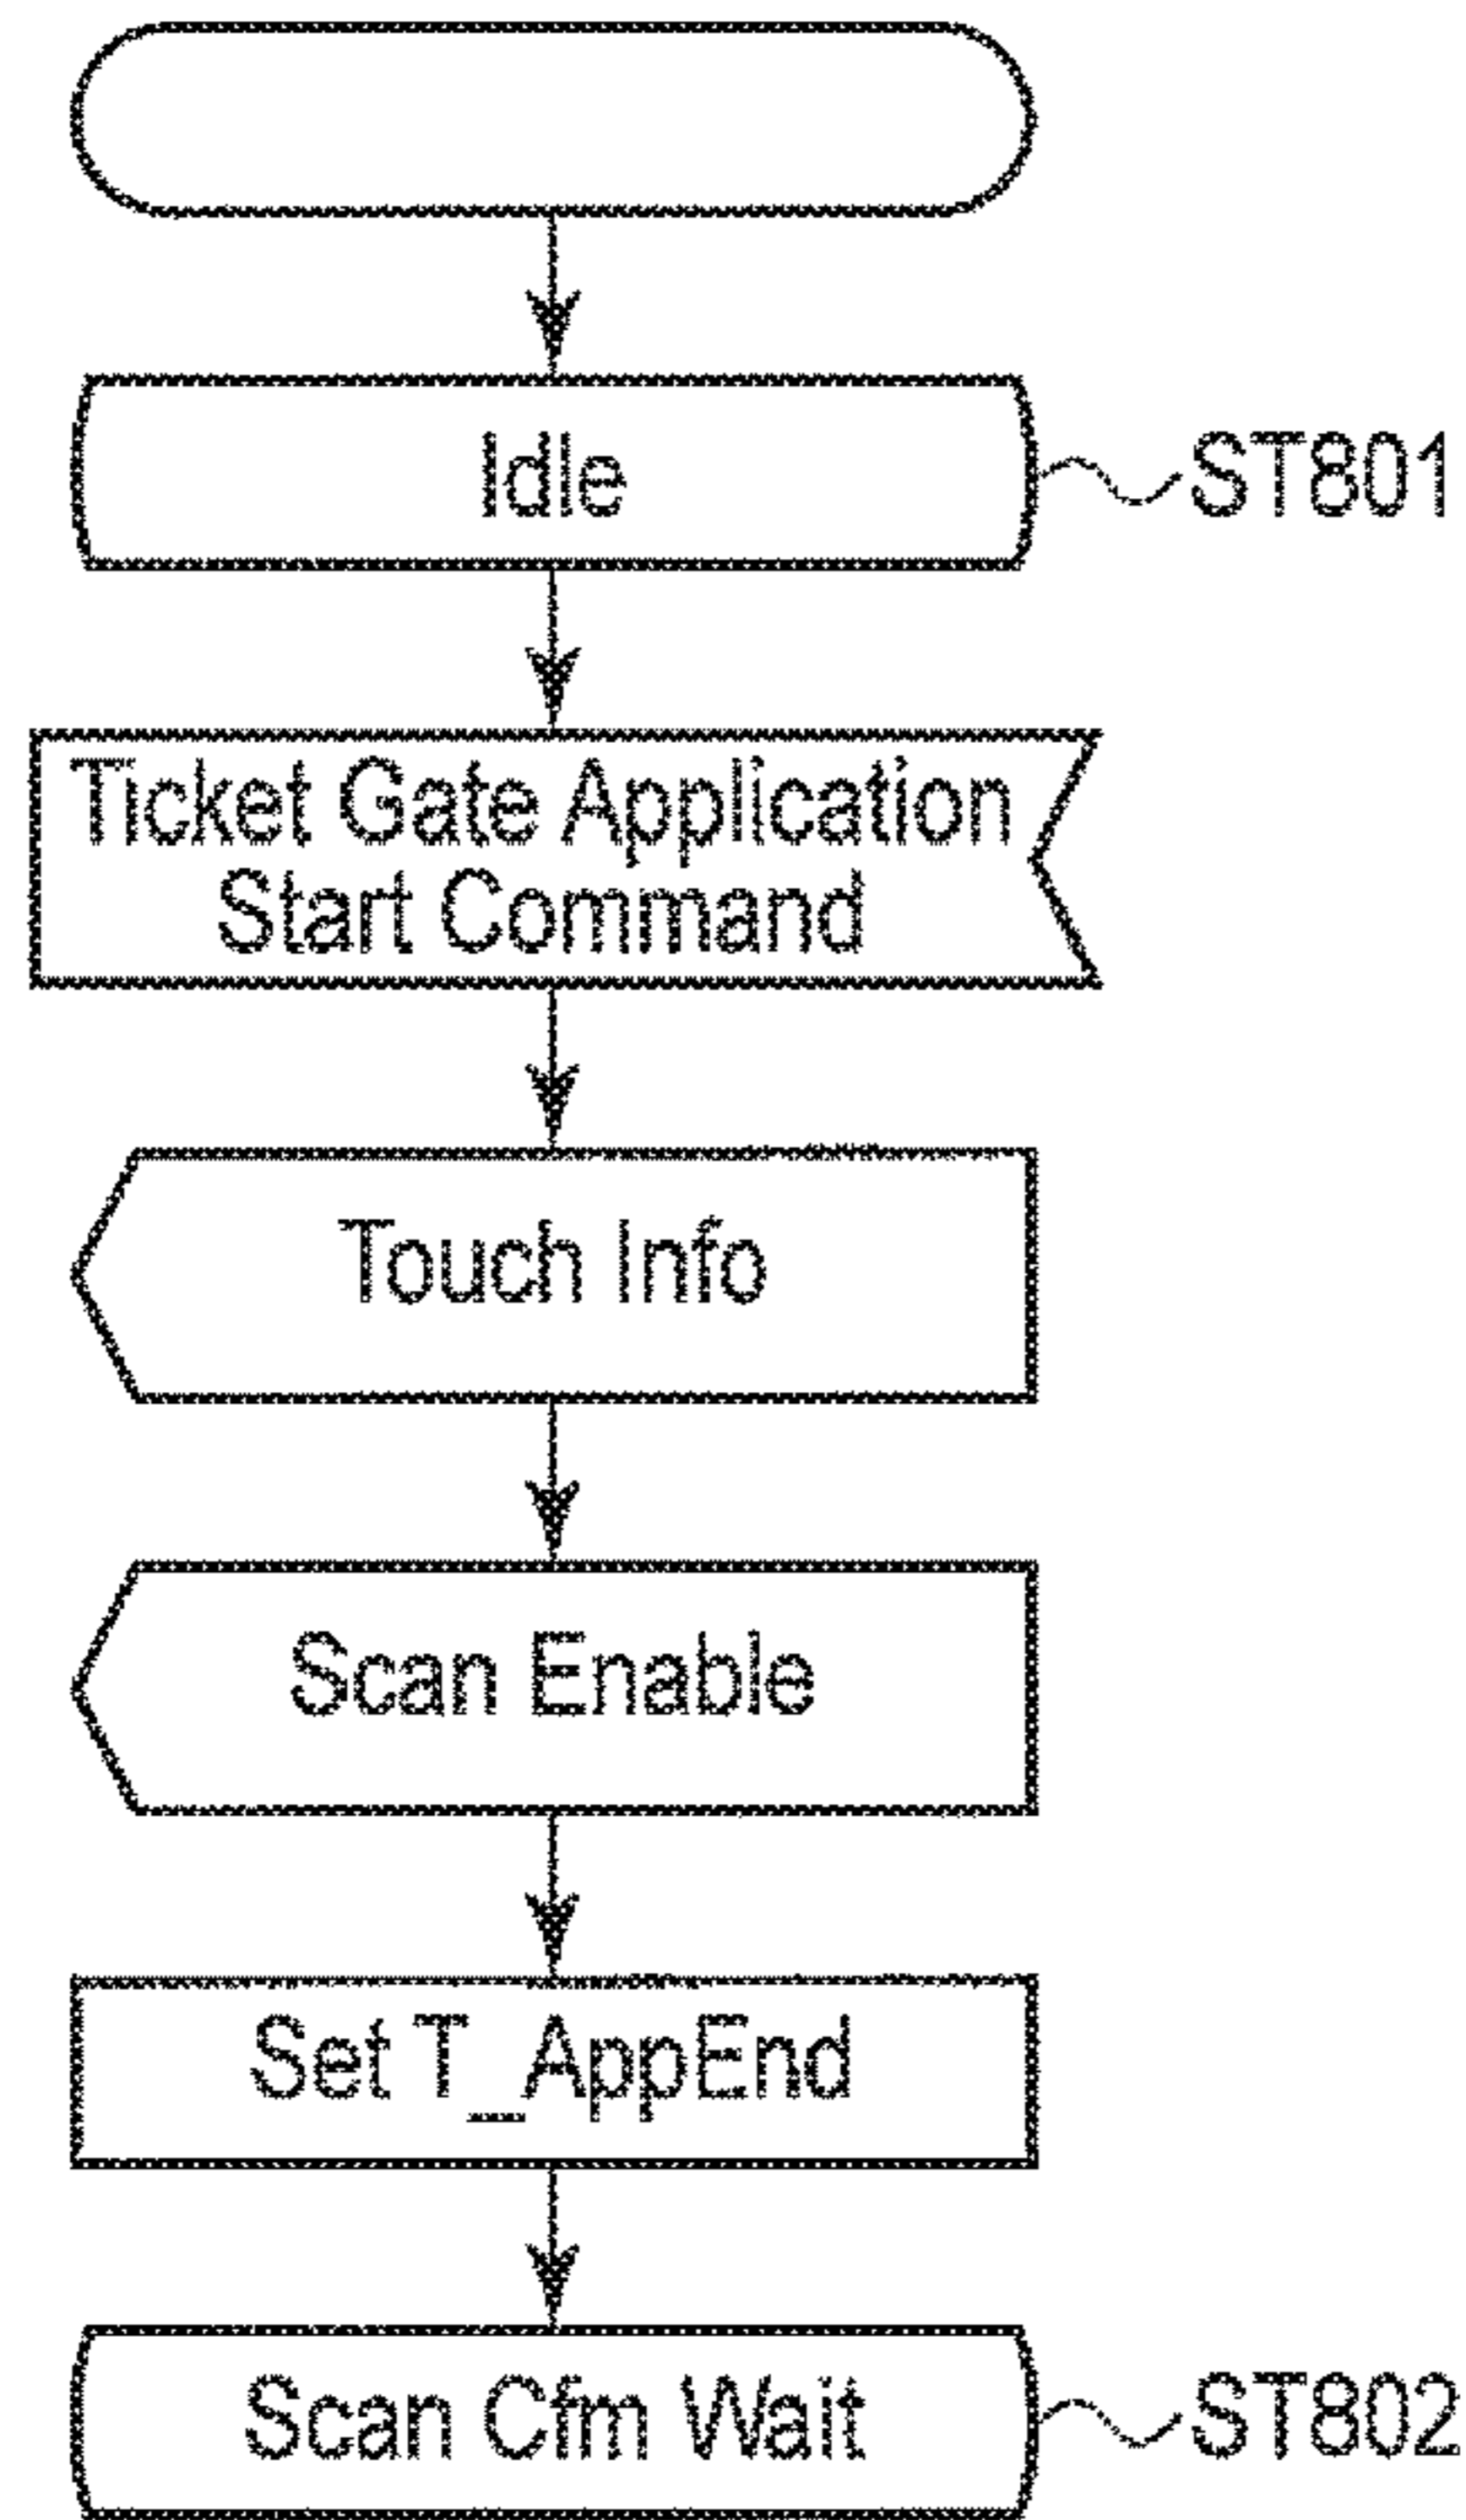 Idle
ST801
Ticket Gate Application
Start Command
Touch Info
Scan Enable
Set T_AppEnd
Scan Cfm Wait
ST802